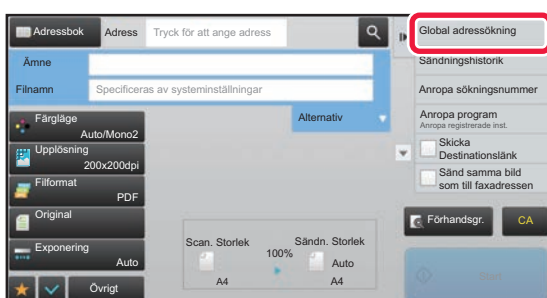 Adressbok
Adress
Tryck för att ange adress
Ämne
Filnamn
Specificeras av systeminställningar
Alternativ
Färgläge
Auto/Mono2
Upplösning
200x200dpi
Filformat
PDF
Original
Exponering
Auto
Övrigt
Scan. Storlek
A4
100%
Sändn. Storlek
Auto
A4
Global adressökning
Sändningshistorik
Anropa sökningsnummer
Anropa program
Anropa registrerade inst.
Skicka
Destinationslänk
Sänd samma bild
som till faxadressen
Förhandsgr.
CA
Start